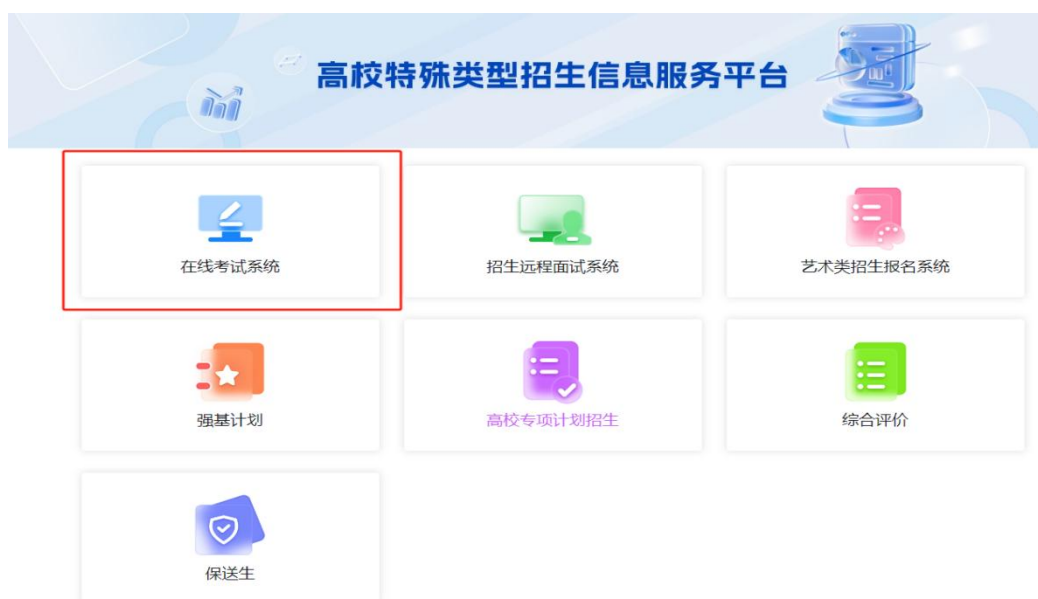 高校特殊类型招生信息服务平台
在线考试系统
招生远程面试系统
艺术类招生报名系统
强基计划
高校专项计划招生
综合评价
保送生